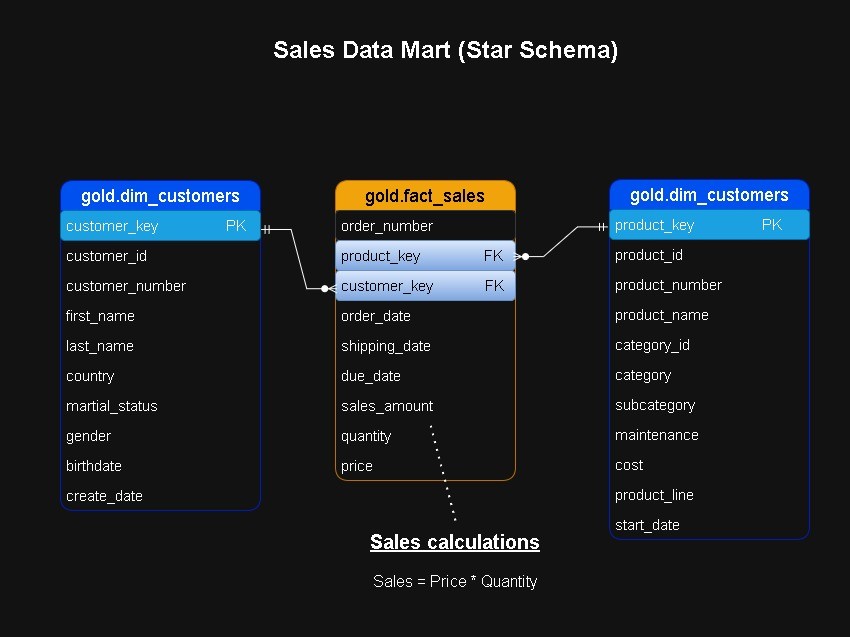 Sales Data Mart (Star Schema)
gold.dim_customers
customer_key PK
customer_id
customer_number
first_name
last_name
country
martial_status
gender
birthdate
create_date
gold.fact_sales
order_number
product_key FK
customer_key FK
order_date
shipping_date
due_date
sales_amount
quantity
price
gold.dim_customers
product_key PK
product_id
product_number
product_name
category_id
category
subcategory
maintenance
cost
product_line
start_date
Sales calculations
Sales = Price * Quantity